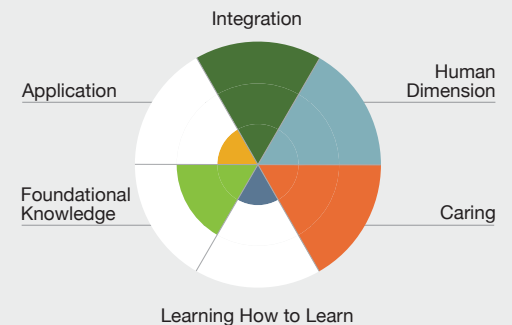 Integration
Application
Human
Dimension
Foundational
Knowledge
Caring
Learning How to Learn